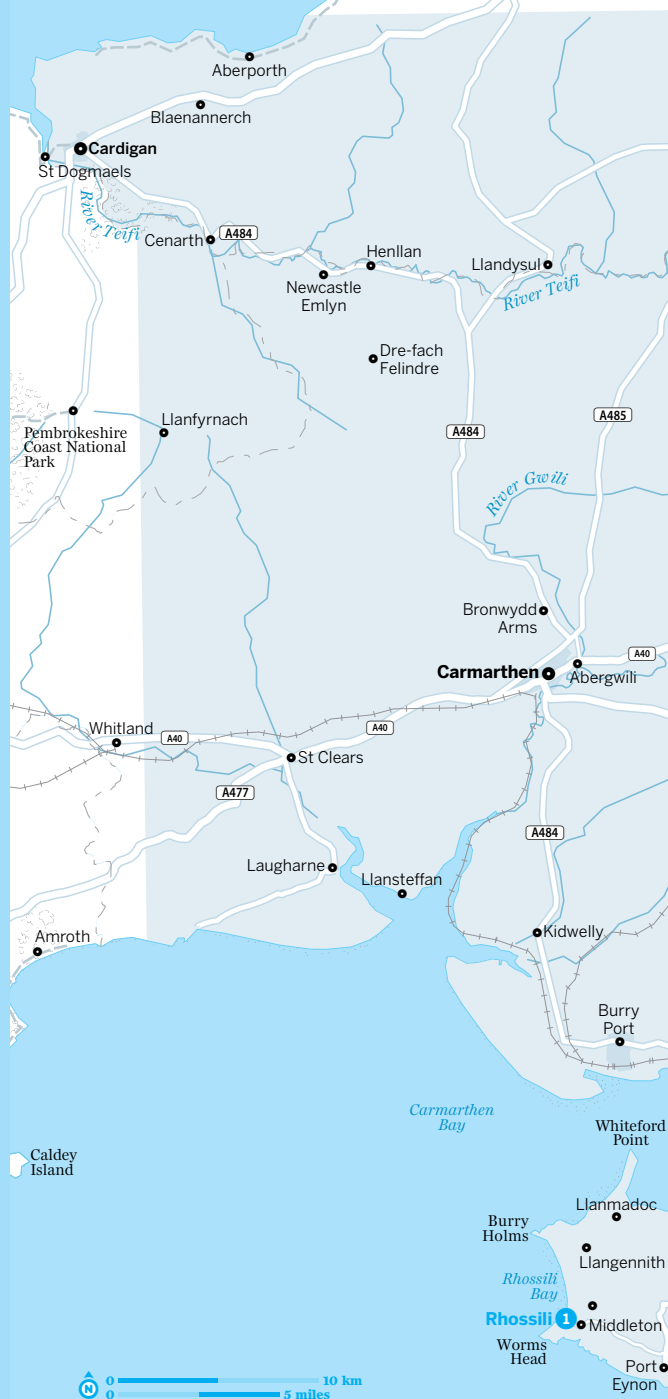 Aberporth
Blaenannerch
Cardigan
St Dogmaels
River Teifi
Cenarth
A484
Henllan
Llandysul
Newcastle
Emlyn
River Teifi
Dre-fach
Felindre
Llanfyrnach
Pembrokeshire
Coast National
Park
A484
A485
River Gwili
Bronwydd
Arms
A40
Carmarthen
Abergwili
Whitland
A40
A40
St Clears
A477
A484
Laugharne
Llansteffan
Amroth
Kidwelly
Burry
Port
Carmarthen
Bay
Whiteford
Point
Caldey
Island
Llanmadoc
Burry
Holms
Llangennith
Rhossili
Bay
Rhossili 1
Middleton
Worms
Head
Port
Eynon
N
0 10 km
0 5 miles